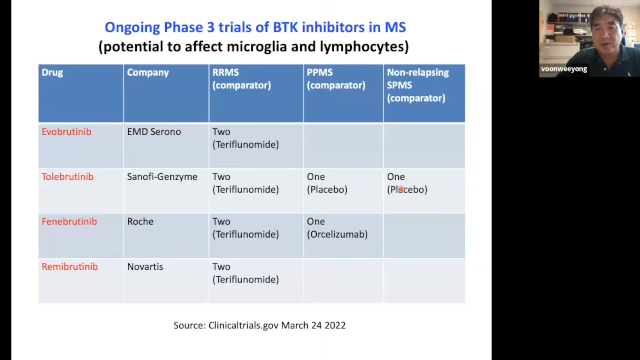 Ongoing Phase 3 trials of BTK inhibitors in MS
(potential to affect microglia and lymphocytes)
Drug Company RRMS (comparator) PPMS (comparator) Non-relapsing SPMS (comparator)
Evobrutinib EMD Serono Two (Teriflunomide)
Tolebrutinib Sanofi-Genzyme Two (Teriflunomide) One (Placebo) One (Placebo)
Fenebrutinib Roche Two (Teriflunomide) One (Orcelizumab)
Remibrutinib Novartis Two (Teriflunomide)
Source: Clinicaltrials.gov March 24 2022
voonweeyong